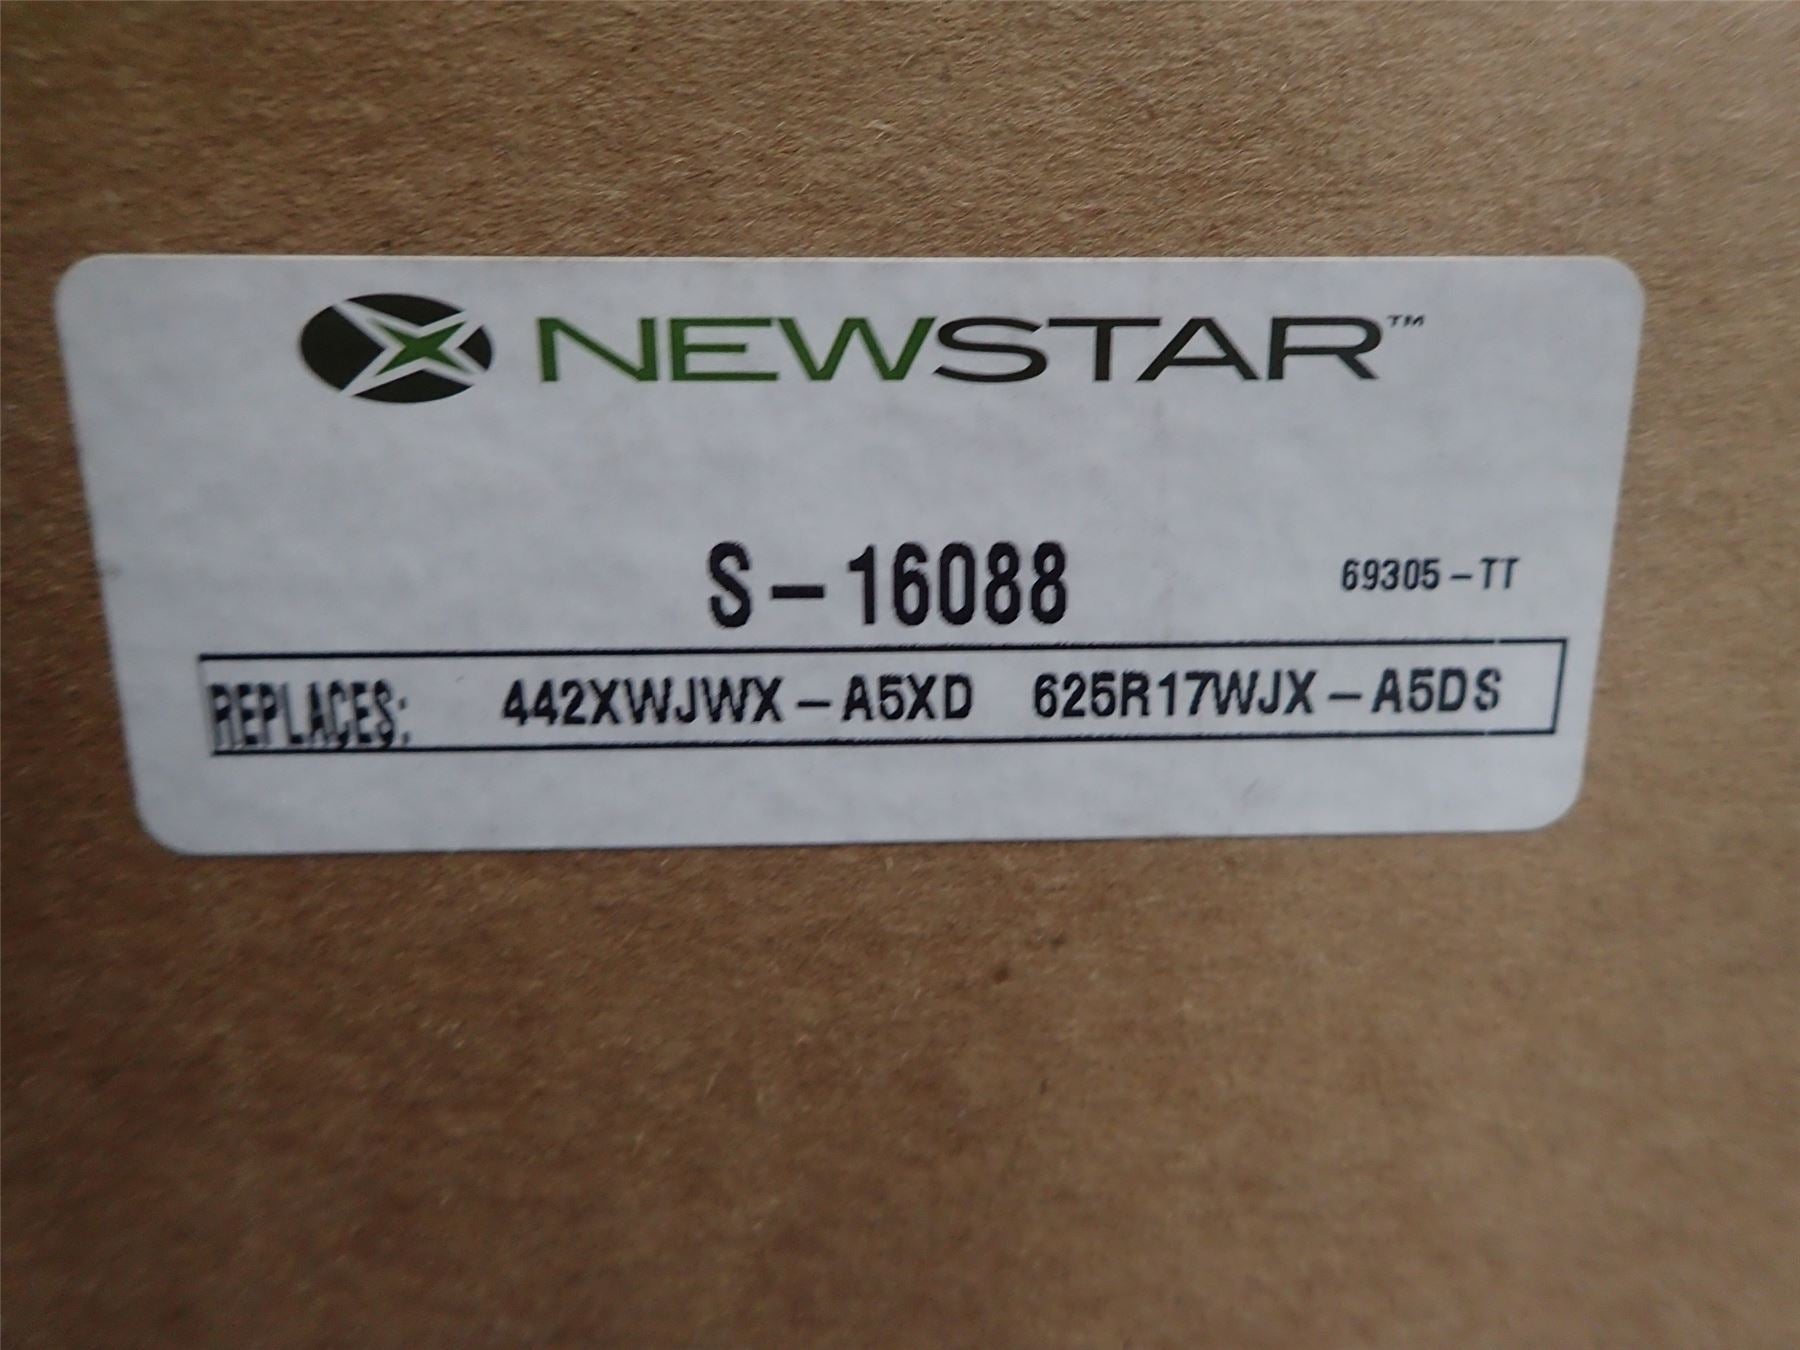 NEWSTAR™
S-16088 69305-TT
REPLACES: 442XWJWX-A5XD 625R17WJX-A5DS